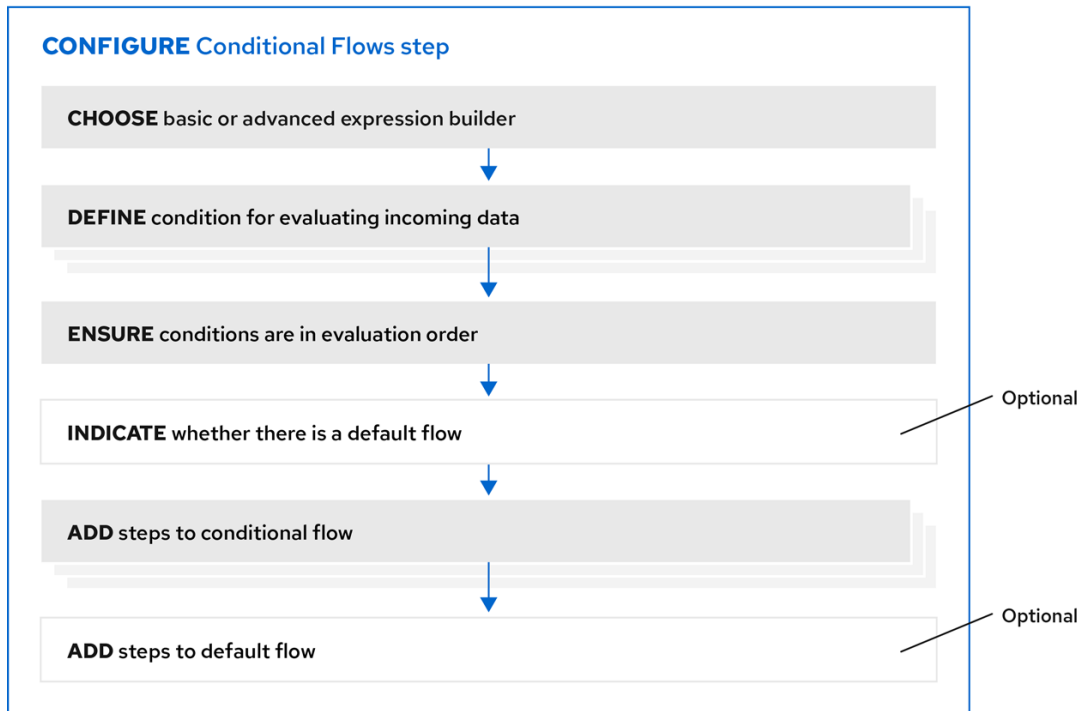 CONFIGURE Conditional Flows step
CHOOSE basic or advanced expression builder
DEFINE condition for evaluating incoming data
ENSURE conditions are in evaluation order
Optional
INDICATE whether there is a default flow
ADD steps to conditional flow
Optional
ADD steps to default flow